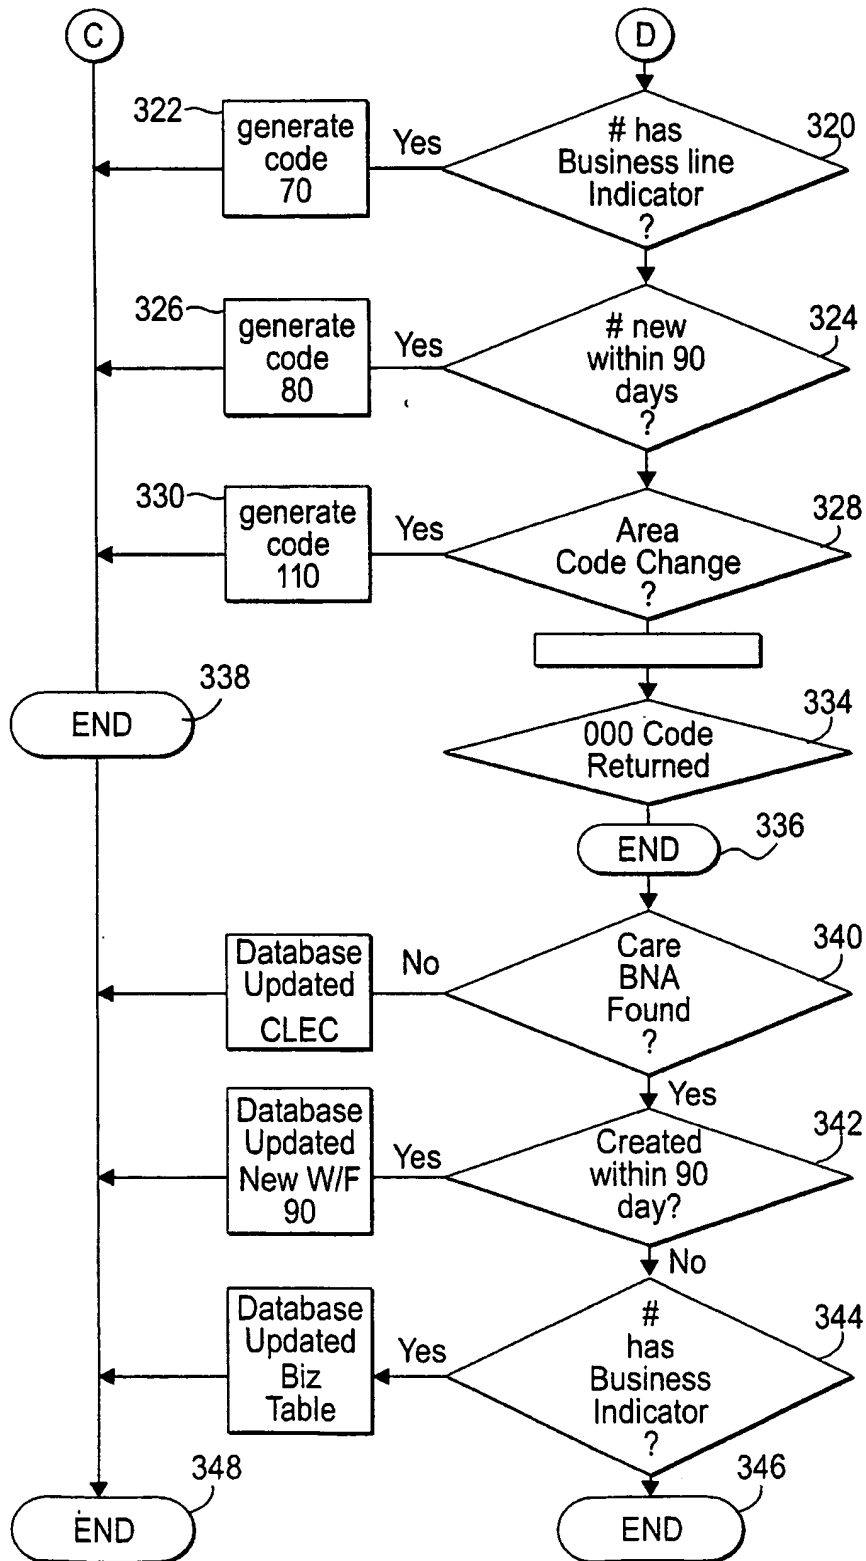 C
D
322
generate
code
70
Yes
# has
Business line
Indicator
?
320
326
generate
code
80
Yes
# new
within 90
days
?
324
330
generate
code
110
Yes
Area
Code Change
?
328
END
338
000 Code
Returned
334
END
336
Database
Updated
CLEC
No
Care
BNA
Found
?
340
Yes
Database
Updated
New W/F
90
Yes
Created
within 90
day?
342
No
Database
Updated
Biz
Table
Yes
#
has
Business
Indicator
?
344
END
348
END
346